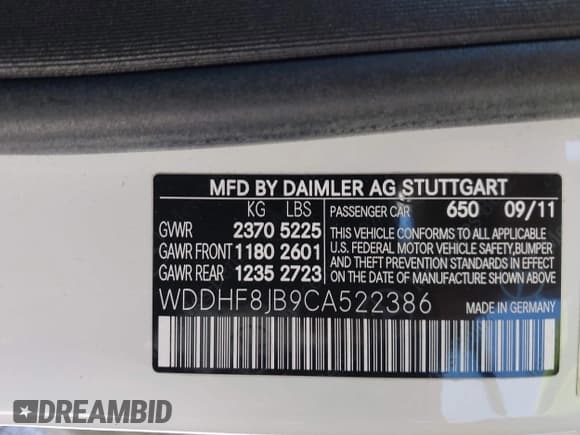 MFD BY DAIMLER AG STUTTGART
KG LBS PASSENGER CAR 650 09/11
GVWR 2370 5225
GAWR FRONT 1180 2601
GAWR REAR 1235 2723
THIS VEHICLE CONFORMS TO ALL APPLICABLE
U.S. FEDERAL MOTOR VEHICLE SAFETY,BUMPER
AND THEFT PREVENTION STANDARDS IN EFFECT
ON THE DATE OF MANUFACTURE SHOWN ABOVE
WDDHF8JB9CA522386 MADE IN GERMANY
DREAMBID